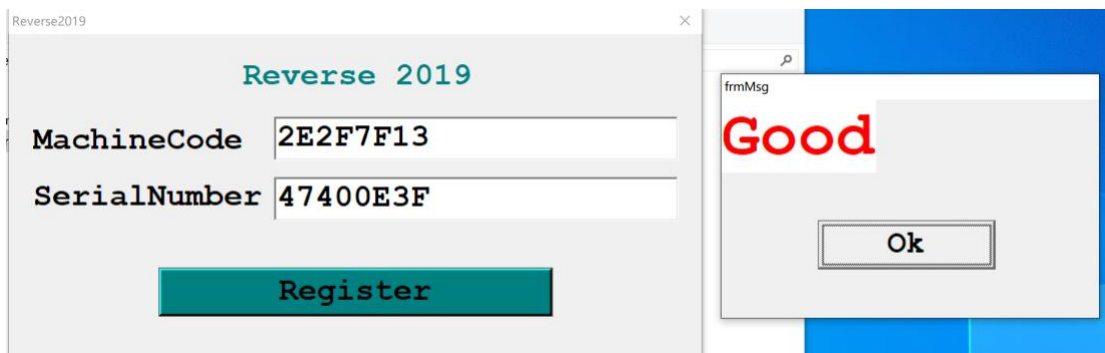 Reverse2019
Reverse 2019
MachineCode 2E2F7F13
SerialNumber 47400E3F
Register
frmMsg
Good
Ok